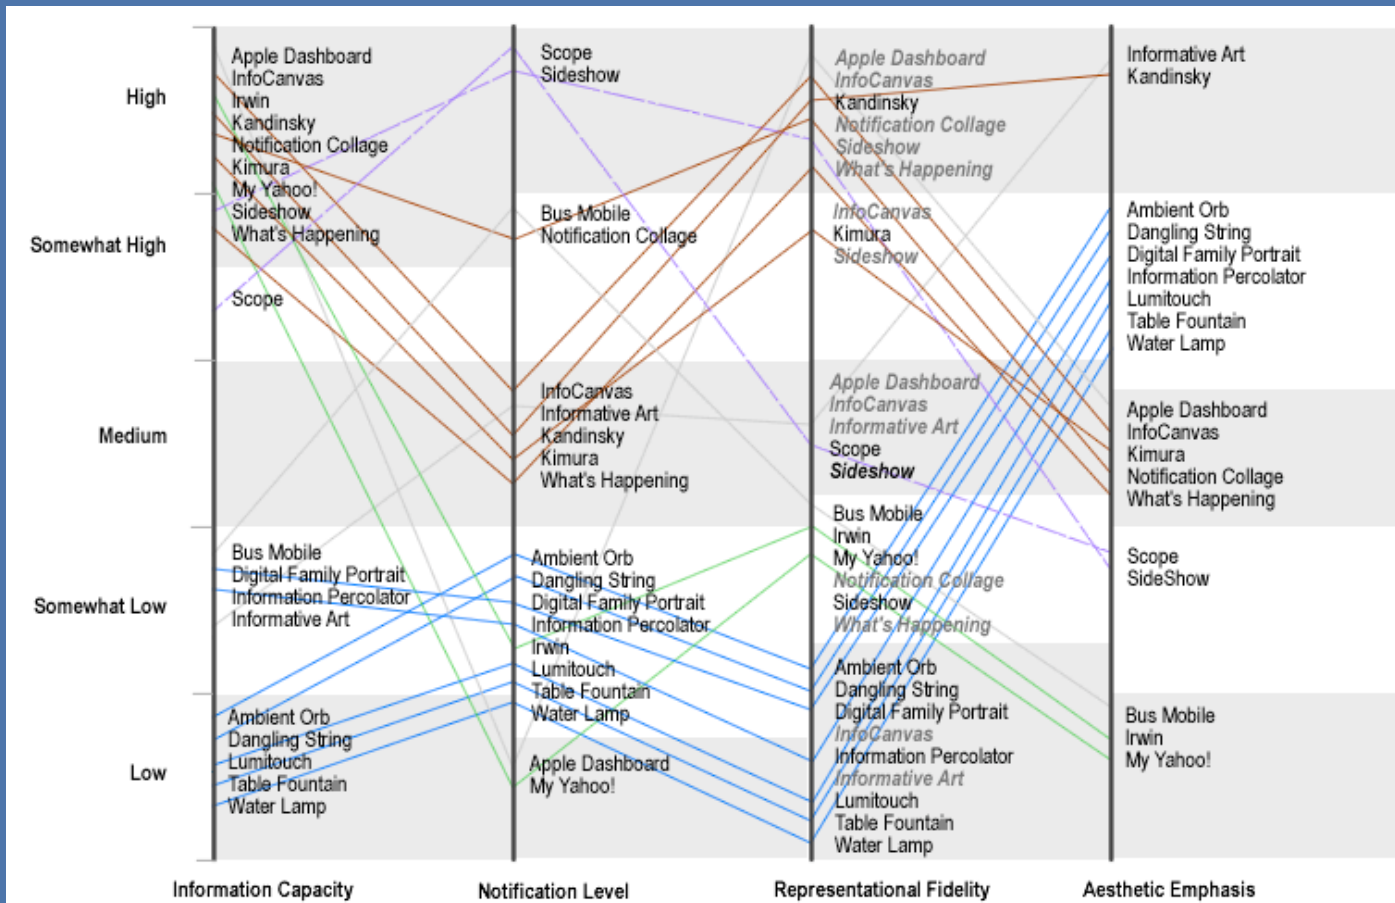 High
Somewhat High
Medium
Somewhat Low
Low
Apple Dashboard
InfoCanvas
Irwin
Kandinsky
Notification Collage
Kimura
My Yahoo!
Sideshow
What's Happening
Scope
Bus Mobile
Digital Family Portrait
Information Percolator
Informative Art
Ambient Orb
Dangling String
Lumitouch
Table Fountain
Water Lamp
Information Capacity
Scope
Sideshow
Bus Mobile
Notification Collage
InfoCanvas
Informative Art
Kandinsky
Kimura
What's Happening
Ambient Orb
Dangling String
Digital Family Portrait
Information Percolator
Irwin
Lumitouch
Table Fountain
Water Lamp
Apple Dashboard
My Yahoo!
Notification Level
Apple Dashboard
InfoCanvas
Kandinsky
Notification Collage
Sideshow
What's Happening
InfoCanvas
Kimura
Sideshow
Apple Dashboard
InfoCanvas
Informative Art
Scope
Sideshow
Bus Mobile
Irwin
My Yahoo!
Notification Collage
Sideshow
What's Happening
Ambient Orb
Dangling String
Digital Family Portrait
InfoCanvas
Information Percolator
Informative Art
Lumitouch
Table Fountain
Water Lamp
Representational Fidelity
Informative Art
Kandinsky
Ambient Orb
Dangling String
Digital Family Portrait
Information Percolator
Lumitouch
Table Fountain
Water Lamp
Apple Dashboard
InfoCanvas
Kimura
Notification Collage
What's Happening
Scope
SideShow
Bus Mobile
Irwin
My Yahoo!
Aesthetic Emphasis